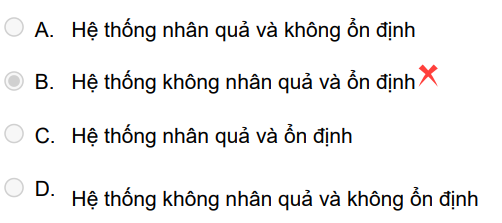 A. Hệ thống nhân quả và không ổn định
B. Hệ thống không nhân quả và ổn định
C. Hệ thống nhân quả và ổn định
D. Hệ thống không nhân quả và không ổn định